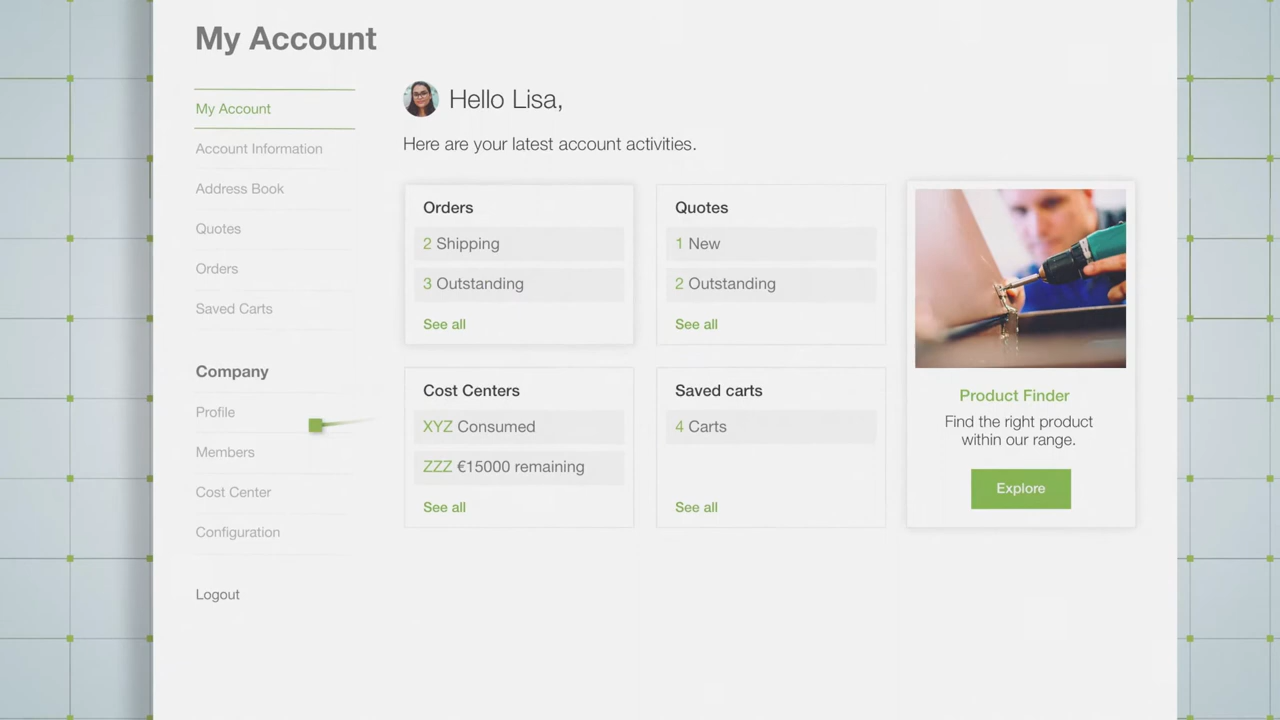 My Account
My Account
Account Information
Address Book
Quotes
Orders
Saved Carts
Company
Profile
Members
Cost Center
Configuration
Logout
Hello Lisa,
Here are your latest account activities.
Orders
2 Shipping
3 Outstanding
See all
Quotes
1 New
2 Outstanding
See all
Cost Centers
XYZ Consumed
ZZZ €15000 remaining
See all
Saved carts
4 Carts
See all
Product Finder
Find the right product
within our range.
Explore